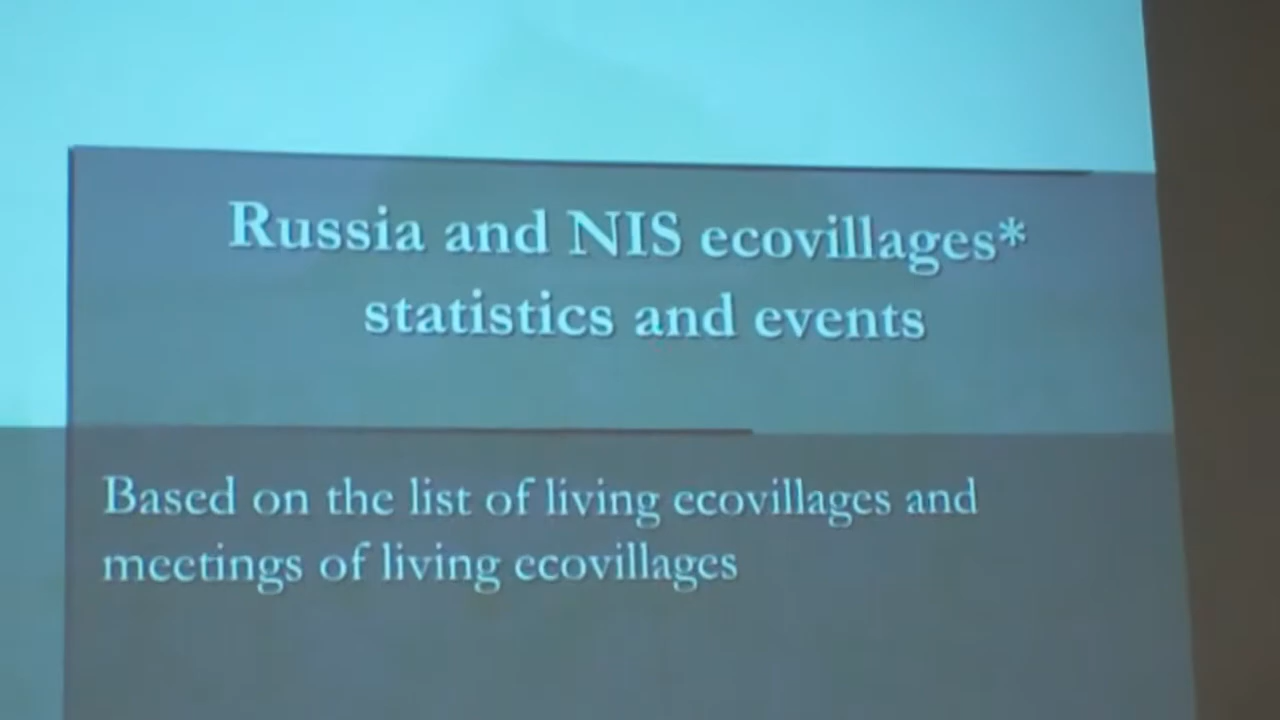 Russia and NIS ecovillages*
statistics and events
Based on the list of living ecovillages and
meetings of living ecovillages